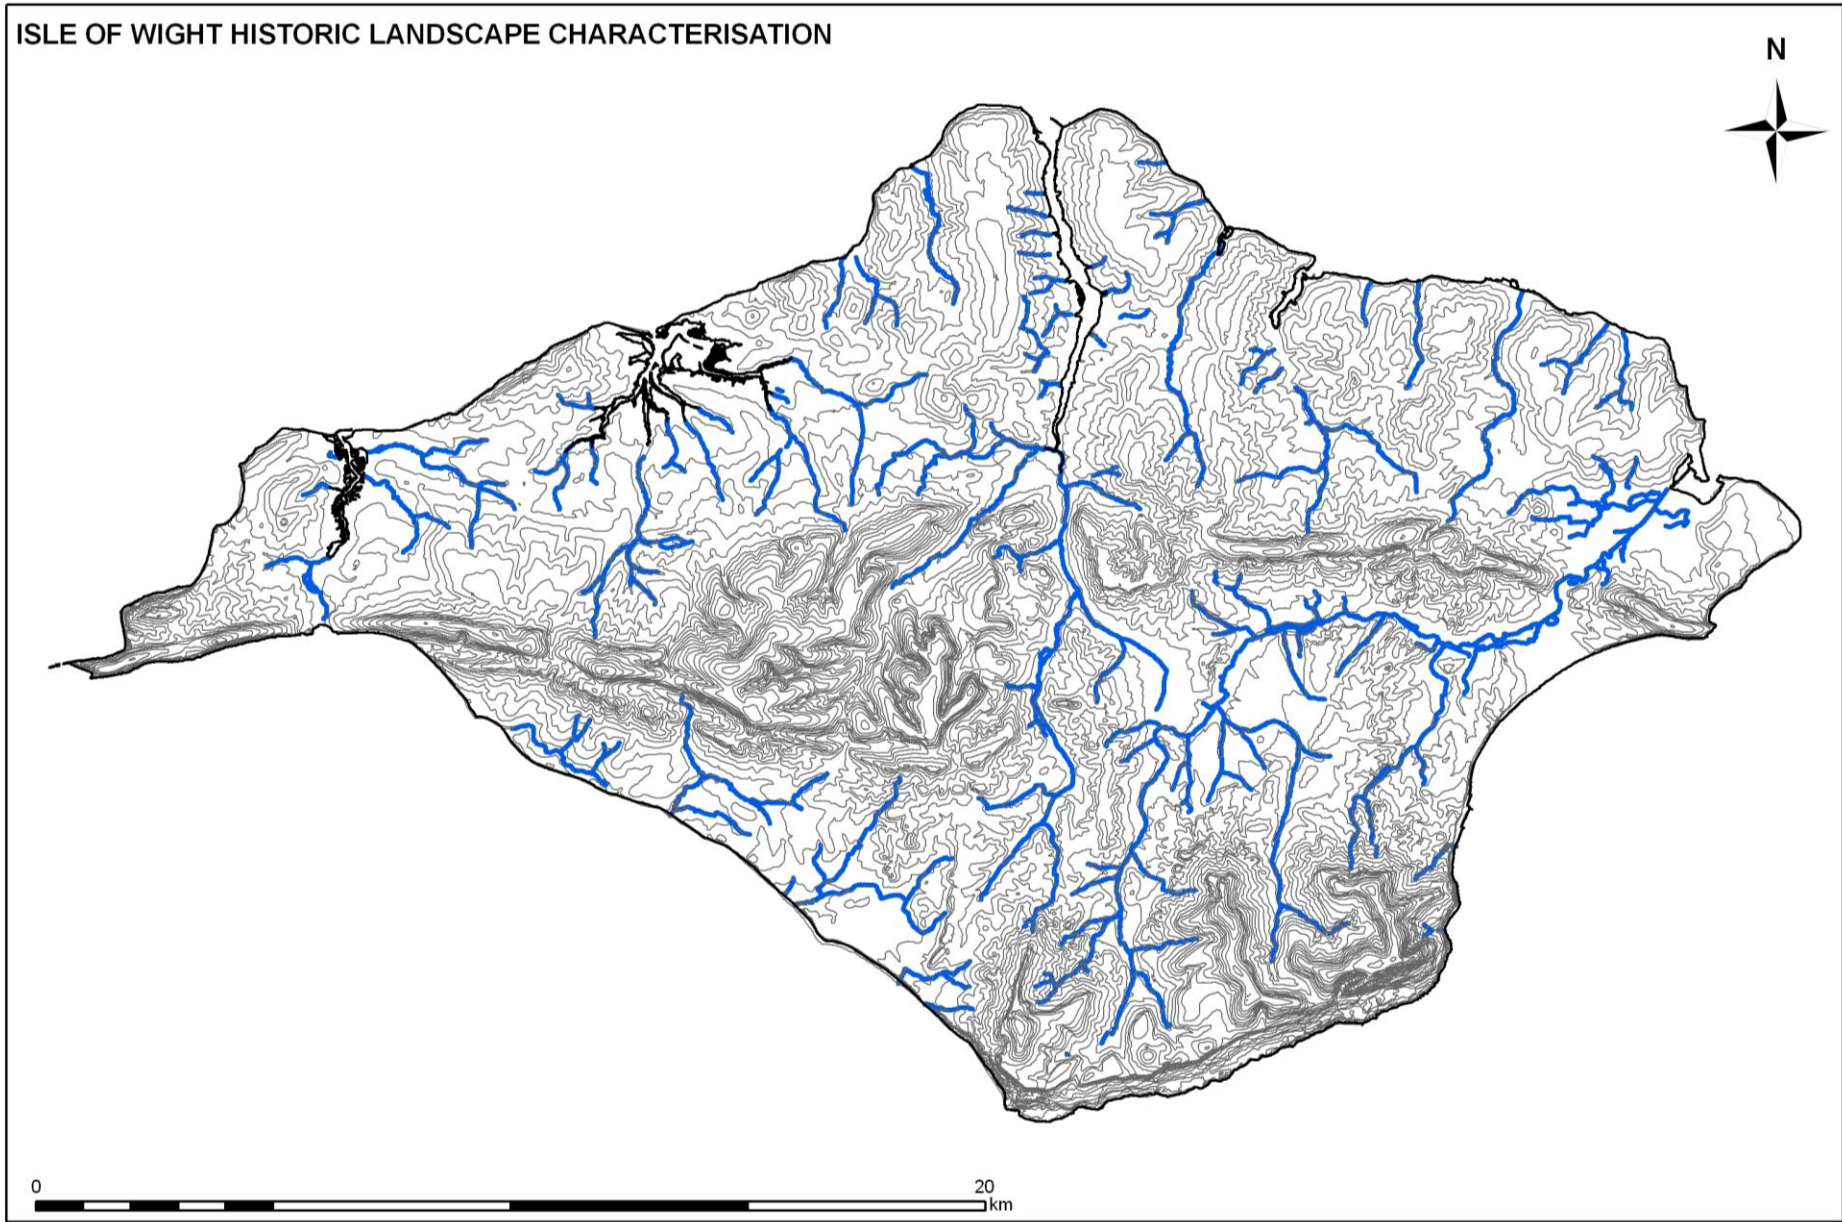 ISLE OF WIGHT HISTORIC LANDSCAPE CHARACTERISATION
N
0
20
km